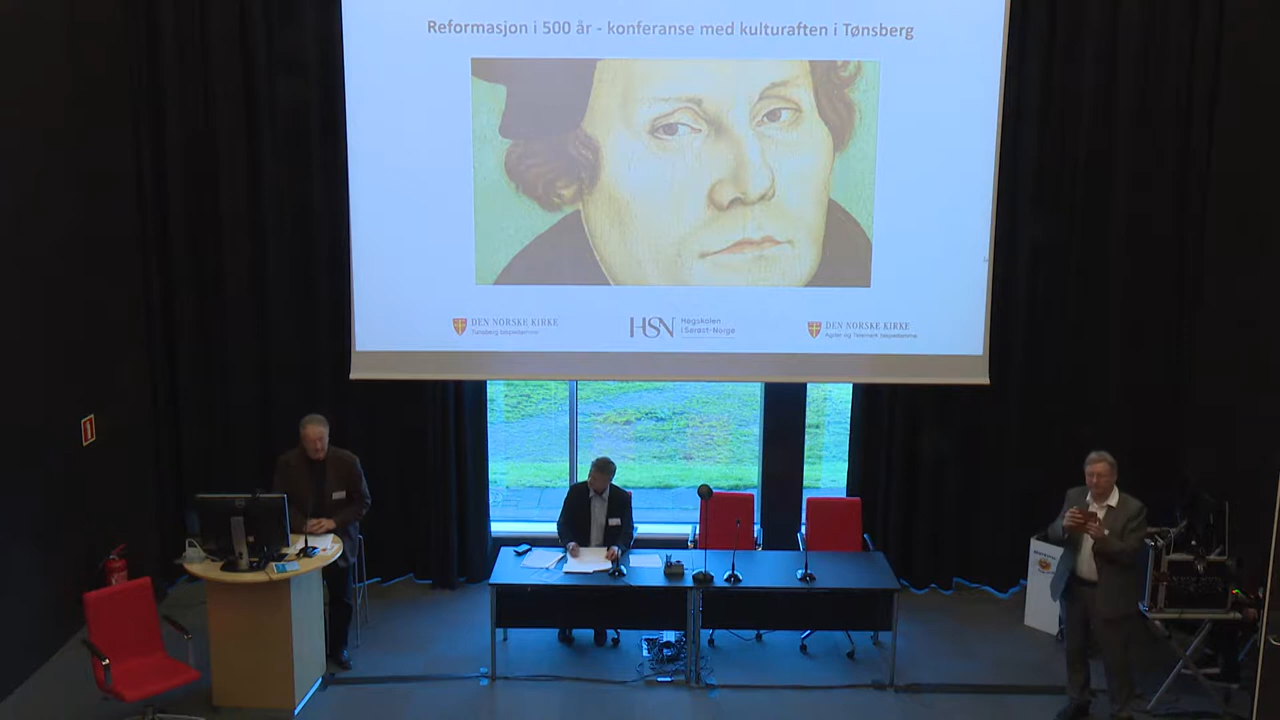 Reformasjon i 500 år - konferanse med kulturaften i Tønsberg
DEN NORSKE KIRKE
Tunsberg bispedømme
HSN
Høgskolen
i Sørøst-Norge
DEN NORSKE KIRKE
Agder og Telemark bispedømme